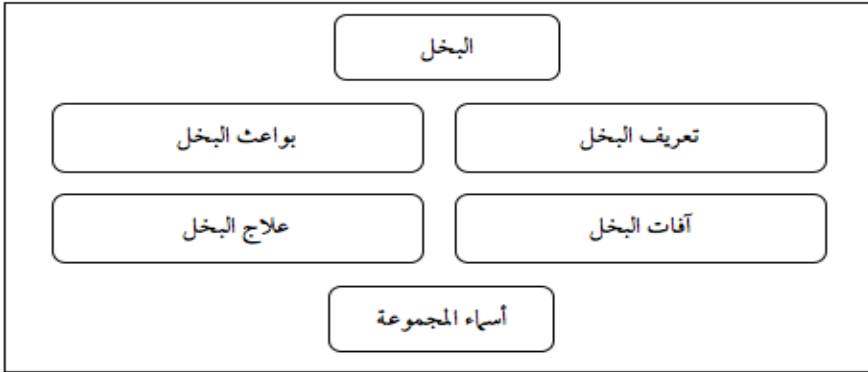 البخل
تعريف البخل
بواعث البخل
آفات البخل
علاج البخل
أسماء المجموعة